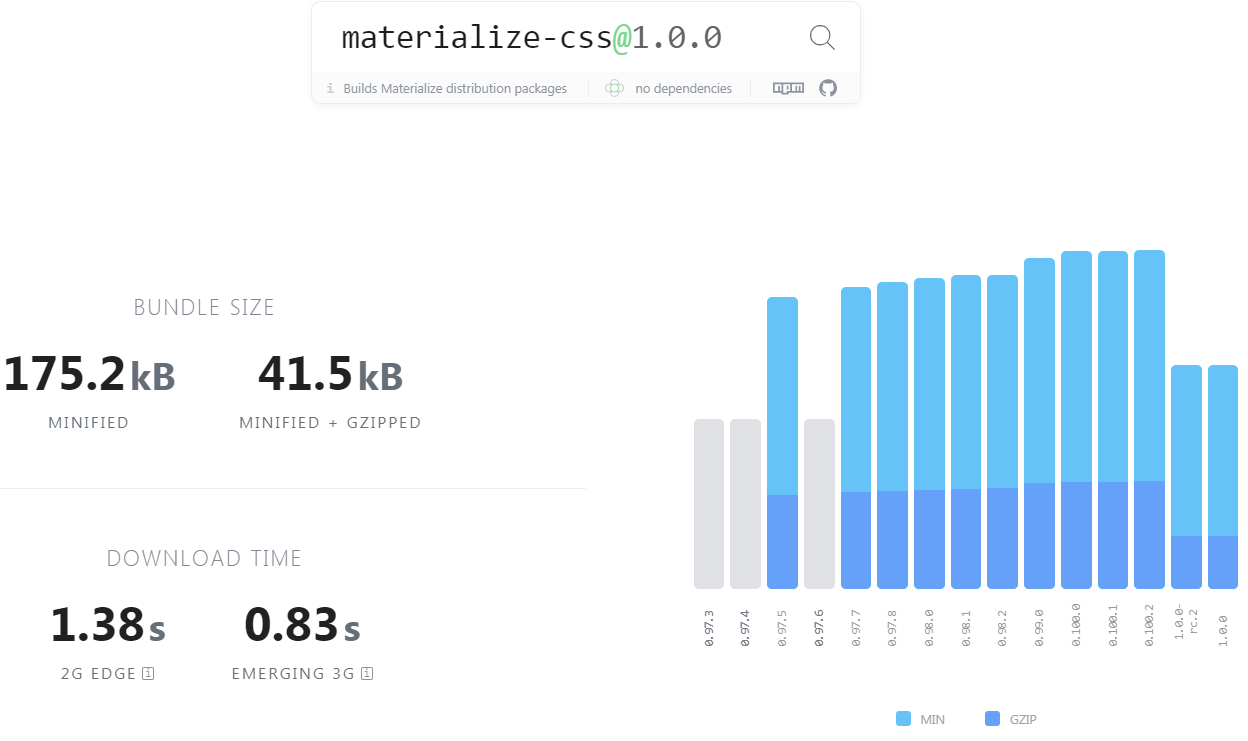 materialize-css@1.0.0
i Builds Materialize distribution packages no dependencies npm
BUNDLE SIZE
175.2 kB 41.5 kB
MINIFIED MINIFIED + GZIPPED
DOWNLOAD TIME
1.38 s 0.83 s
2G EDGE i EMERGING 3G i
0.97.3
0.97.4
0.97.5
0.97.6
0.97.7
0.97.8
0.98.0
0.98.1
0.98.2
0.99.0
0.100.0
0.100.1
0.100.2
1.0.0-
rc.2
1.0.0
MIN GZIP